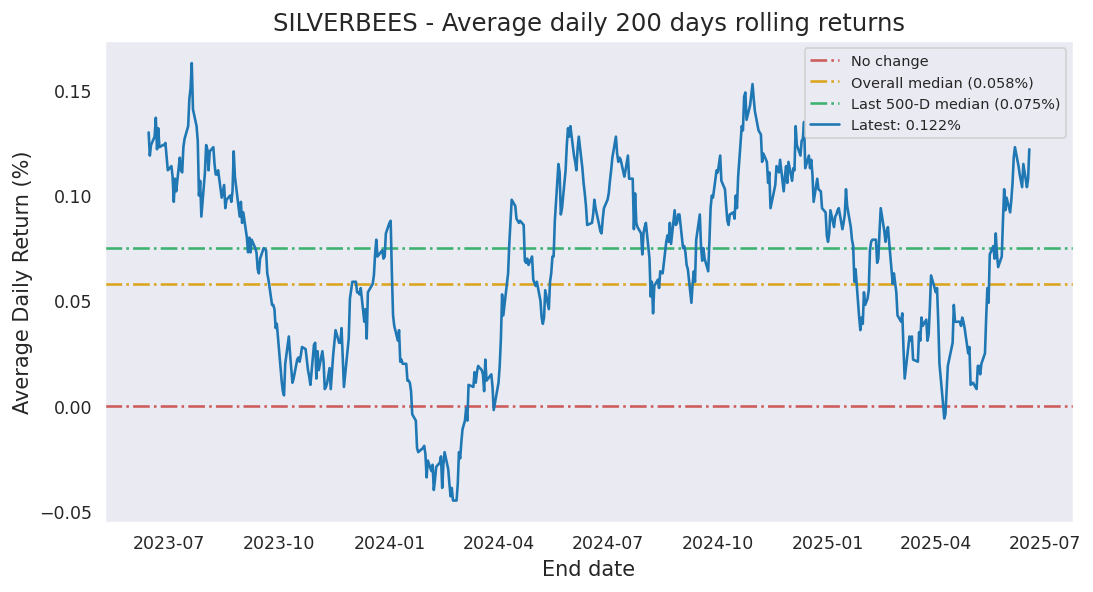 SILVERBEES - Average daily 200 days rolling returns
No change
Overall median (0.058%)
Last 500-D median (0.075%)
Latest: 0.122%
Average Daily Return (%)
0.15
0.10
0.05
0.00
−0.05
2023-07 2023-10 2024-01 2024-04 2024-07 2024-10 2025-01 2025-04 2025-07
End date